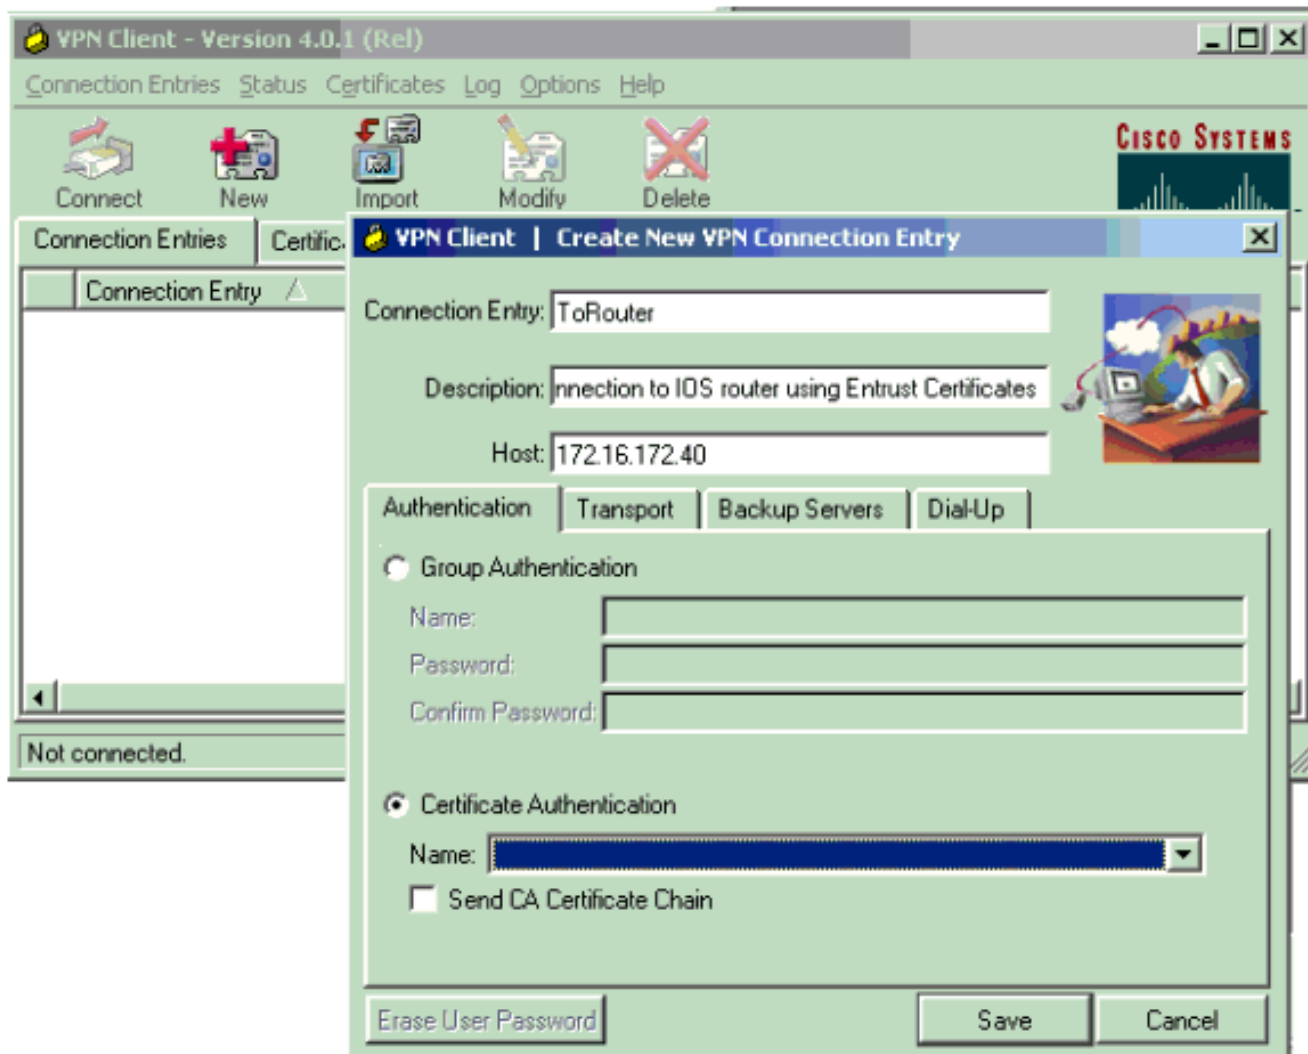 VPN Client - Version 4.0.1 (Rel)
Connection Entries Status Certificates Log Options Help
CISCO SYSTEMS
Connect New Import Modify Delete
Connection Entries
VPN Client | Create New VPN Connection Entry
Connection Entry
Connection Entry: ToRouter
Description: nnection to IOS router using Entrust Certificates
Host: 172.16.172.40
Authentication Transport Backup Servers Dial-Up
Group Authentication
Name:
Password:
Confirm Password:
Not connected.
Certificate Authentication
Name:
Send CA Certificate Chain
Erase User Password Save Cancel